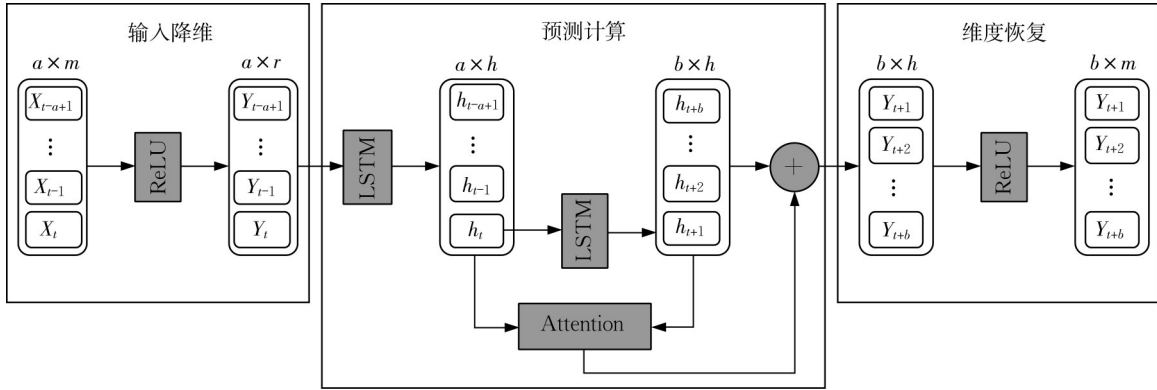 输入降维
a × m
X_{t-a+1}
⋮
X_{t-1}
X_t
ReLU
a × r
Y_{t-a+1}
⋮
Y_{t-1}
Y_t
预测计算
LSTM
a × h
h_{t-a+1}
⋮
h_{t-1}
h_t
LSTM
b × h
h_{t+b}
⋮
h_{t+2}
h_{t+1}
Attention
+
维度恢复
b × h
Y_{t+1}
Y_{t+2}
⋮
Y_{t+b}
ReLU
b × m
Y_{t+1}
Y_{t+2}
⋮
Y_{t+b}